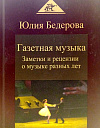 Юлия Бедерова
Газетная музыка
Заметки и рецензии
о музыке разных лет